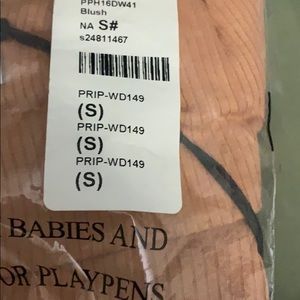 PPH16DW41
Blush
NA S#
s24811467
PRIP-WD149
(S)
PRIP-WD149
(S)
PRIP-WD149
(S)
BABIES AND
OR PLAYPENS